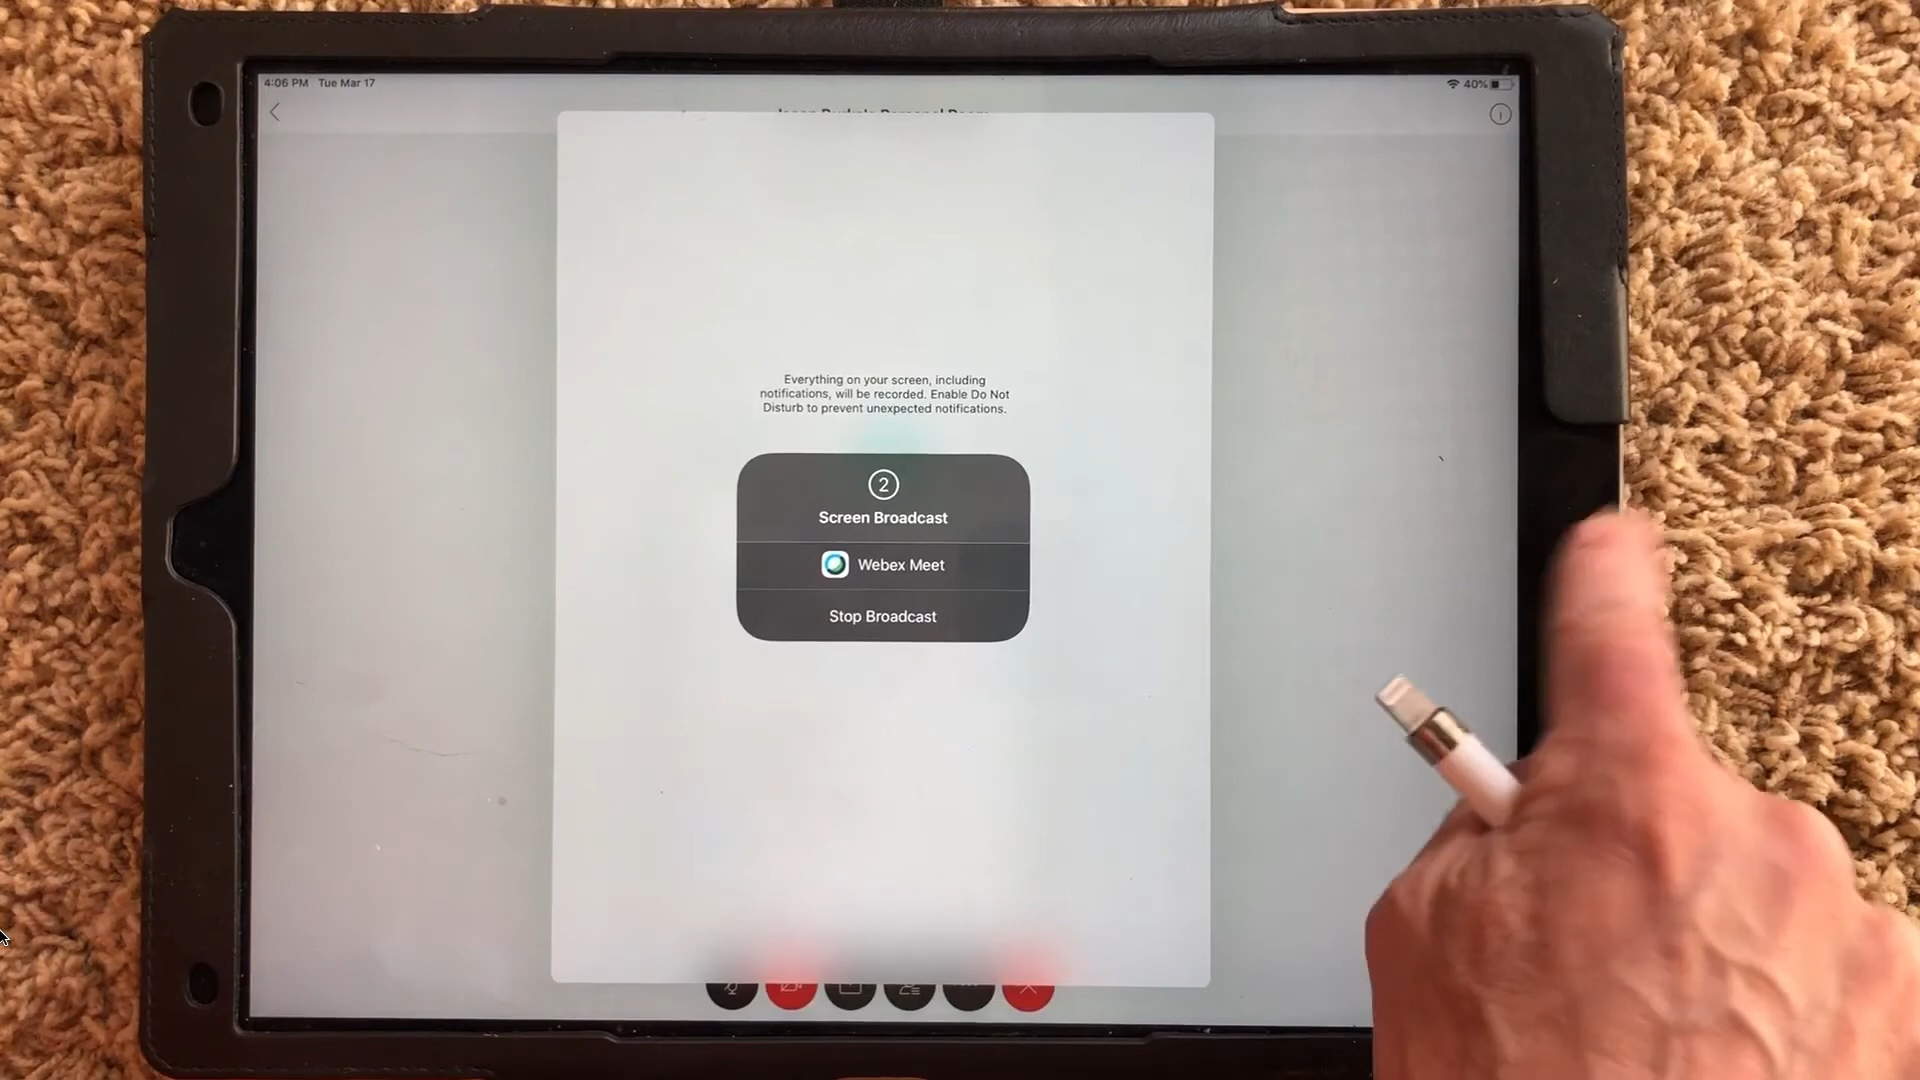 4:06 PM Tue Mar 17
40%
Everything on your screen, including
notifications, will be recorded. Enable Do Not
Disturb to prevent unexpected notifications.
2
Screen Broadcast
Webex Meet
Stop Broadcast